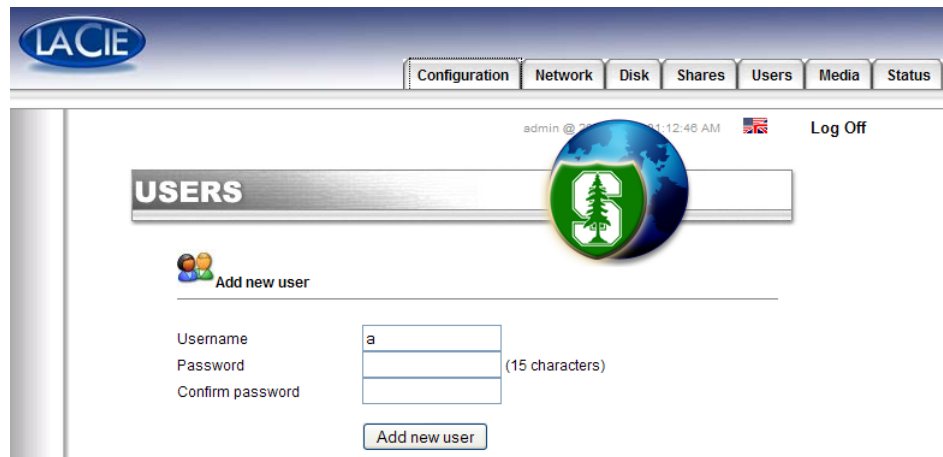 LACIE
Configuration Network Disk Shares Users Media Status
admin @ :12:46 AM Log Off
USERS
S
Add new user
Username a
Password (15 characters)
Confirm password
Add new user